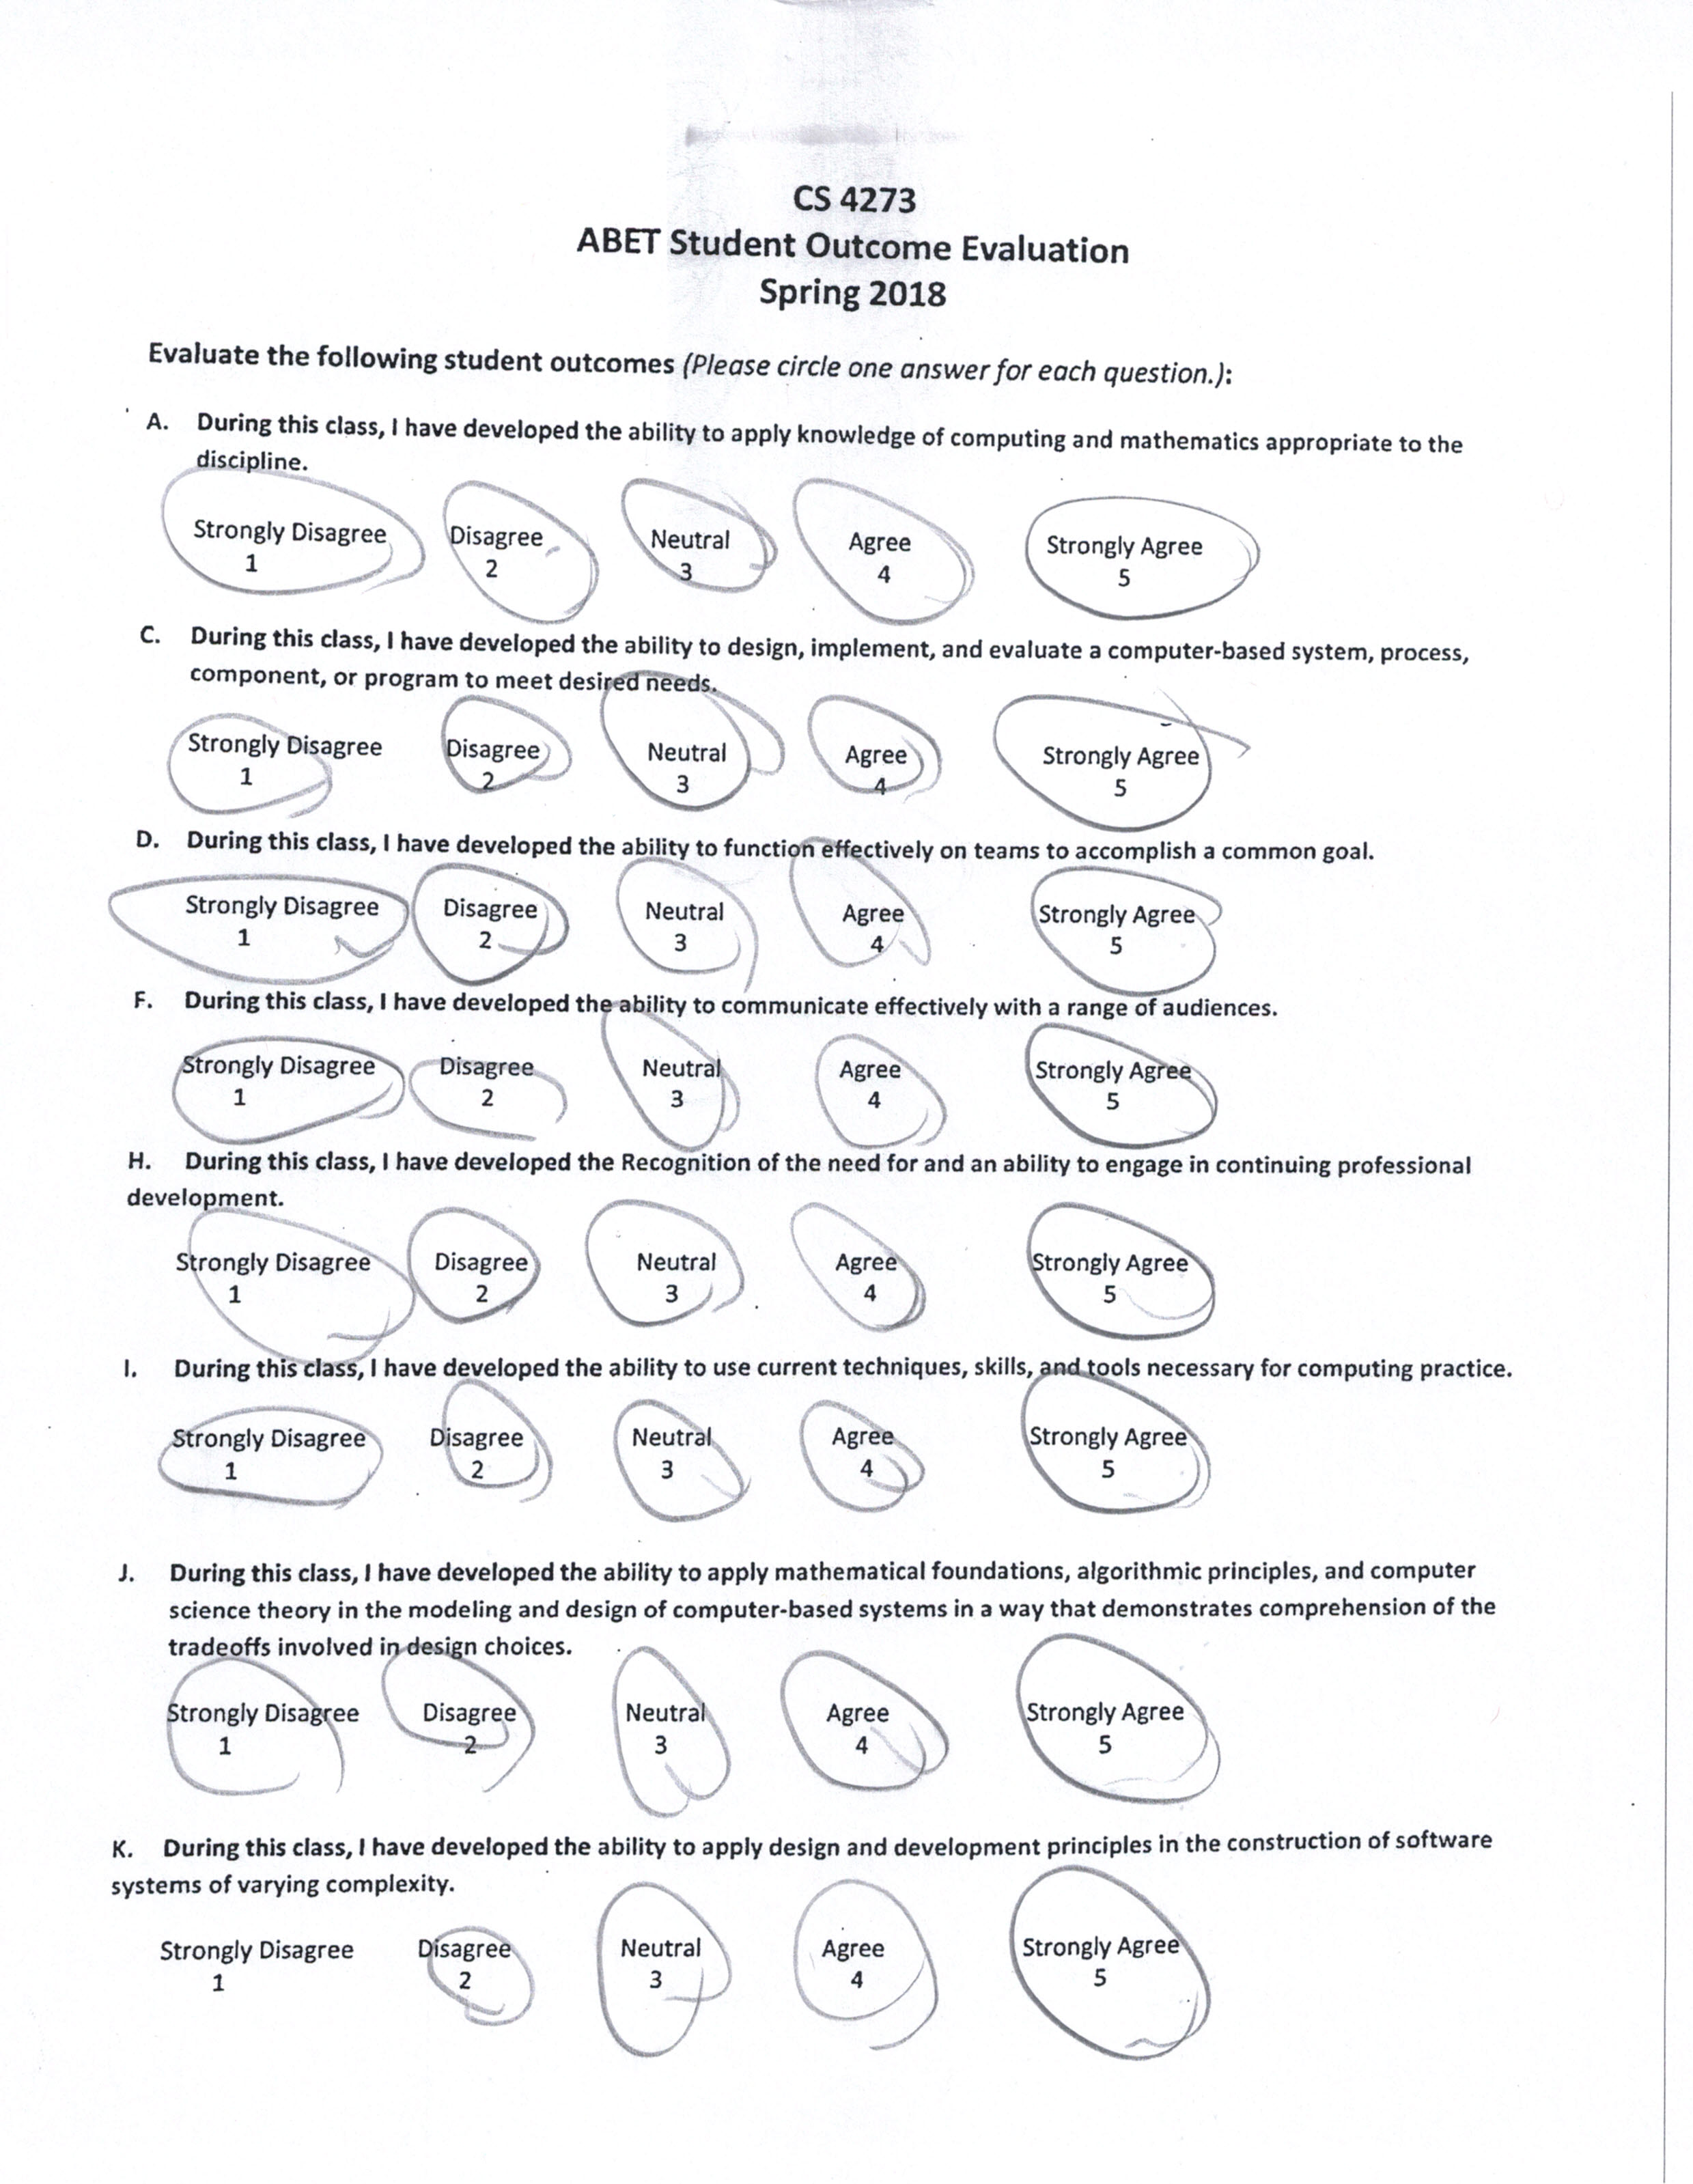 CS 4273
ABET Student Outcome Evaluation
Spring 2018
Evaluate the following student outcomes (Please circle one answer for each question.):
A. During this class, I have developed the ability to apply knowledge of computing and mathematics appropriate to the
discipline.
Strongly Disagree Disagree Neutral Agree Strongly Agree
1 2 3 4 5
C. During this class, I have developed the ability to design, implement, and evaluate a computer-based system, process,
component, or program to meet desired needs.
Strongly Disagree Disagree Neutral Agree Strongly Agree
1 2 3 4 5
D. During this class, I have developed the ability to function effectively on teams to accomplish a common goal.
Strongly Disagree Disagree Neutral Agree Strongly Agree
1 2 3 4 5
F. During this class, I have developed the ability to communicate effectively with a range of audiences.
Strongly Disagree Disagree Neutral Agree Strongly Agree
1 2 3 4 5
H. During this class, I have developed the Recognition of the need for and an ability to engage in continuing professional
development.
Strongly Disagree Disagree Neutral Agree Strongly Agree
1 2 3 4 5
I. During this class, I have developed the ability to use current techniques, skills, and tools necessary for computing practice.
Strongly Disagree Disagree Neutral Agree Strongly Agree
1 2 3 4 5
J. During this class, I have developed the ability to apply mathematical foundations, algorithmic principles, and computer
science theory in the modeling and design of computer-based systems in a way that demonstrates comprehension of the
tradeoffs involved in design choices.
Strongly Disagree Disagree Neutral Agree Strongly Agree
1 2 3 4 5
K. During this class, I have developed the ability to apply design and development principles in the construction of software
systems of varying complexity.
Strongly Disagree Disagree Neutral Agree Strongly Agree
1 2 3 4 5